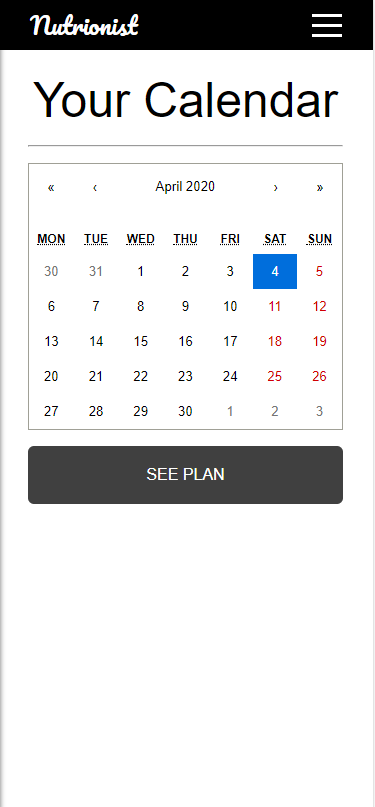 Nutrionist
Your Calendar
« ‹ April 2020 › »
MON TUE WED THU FRI SAT SUN
30 31 1 2 3 4 5
6 7 8 9 10 11 12
13 14 15 16 17 18 19
20 21 22 23 24 25 26
27 28 29 30 1 2 3
SEE PLAN